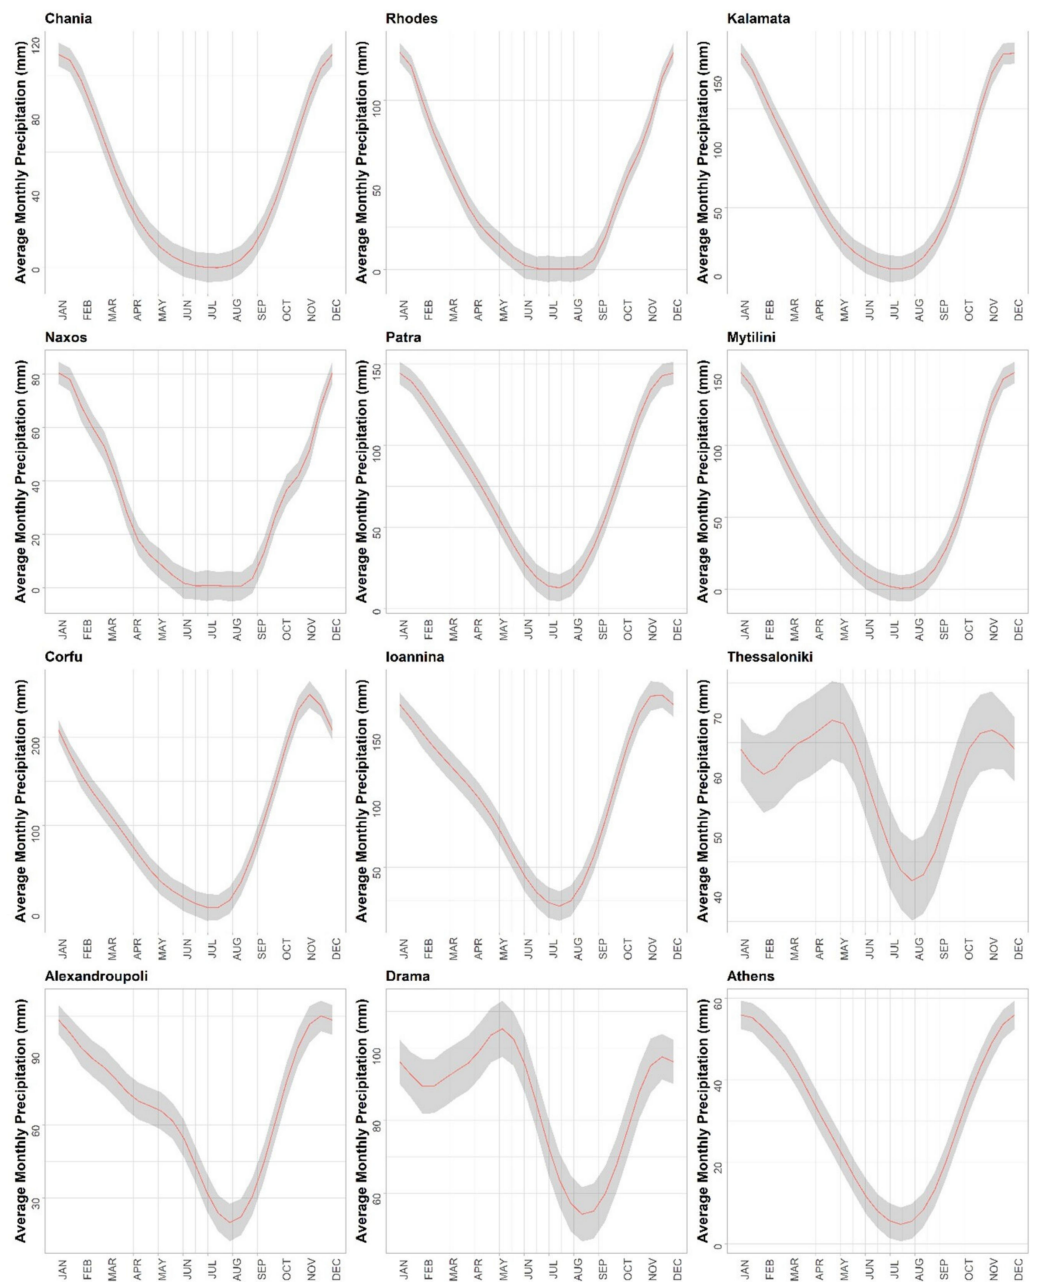 Chania
Rhodes
Kalamata
Average Monthly Precipitation (mm)
120
80
40
0
JAN FEB MAR APR MAY JUN JUL AUG SEP OCT NOV DEC
Average Monthly Precipitation (mm)
100
50
0
JAN FEB MAR APR MAY JUN JUL AUG SEP OCT NOV DEC
Average Monthly Precipitation (mm)
150
100
50
0
JAN FEB MAR APR MAY JUN JUL AUG SEP OCT NOV DEC
Naxos
Patra
Mytilini
Average Monthly Precipitation (mm)
80
60
40
20
0
JAN FEB MAR APR MAY JUN JUL AUG SEP OCT NOV DEC
Average Monthly Precipitation (mm)
150
100
50
0
JAN FEB MAR APR MAY JUN JUL AUG SEP OCT NOV DEC
Average Monthly Precipitation (mm)
150
100
50
0
JAN FEB MAR APR MAY JUN JUL AUG SEP OCT NOV DEC
Corfu
Ioannina
Thessaloniki
Average Monthly Precipitation (mm)
200
100
0
JAN FEB MAR APR MAY JUN JUL AUG SEP OCT NOV DEC
Average Monthly Precipitation (mm)
150
100
50
JAN FEB MAR APR MAY JUN JUL AUG SEP OCT NOV DEC
Average Monthly Precipitation (mm)
70
60
50
40
JAN FEB MAR APR MAY JUN JUL AUG SEP OCT NOV DEC
Alexandroupoli
Drama
Athens
Average Monthly Precipitation (mm)
90
60
30
JAN FEB MAR APR MAY JUN JUL AUG SEP OCT NOV DEC
Average Monthly Precipitation (mm)
100
80
60
JAN FEB MAR APR MAY JUN JUL AUG SEP OCT NOV DEC
Average Monthly Precipitation (mm)
60
40
20
0
JAN FEB MAR APR MAY JUN JUL AUG SEP OCT NOV DEC